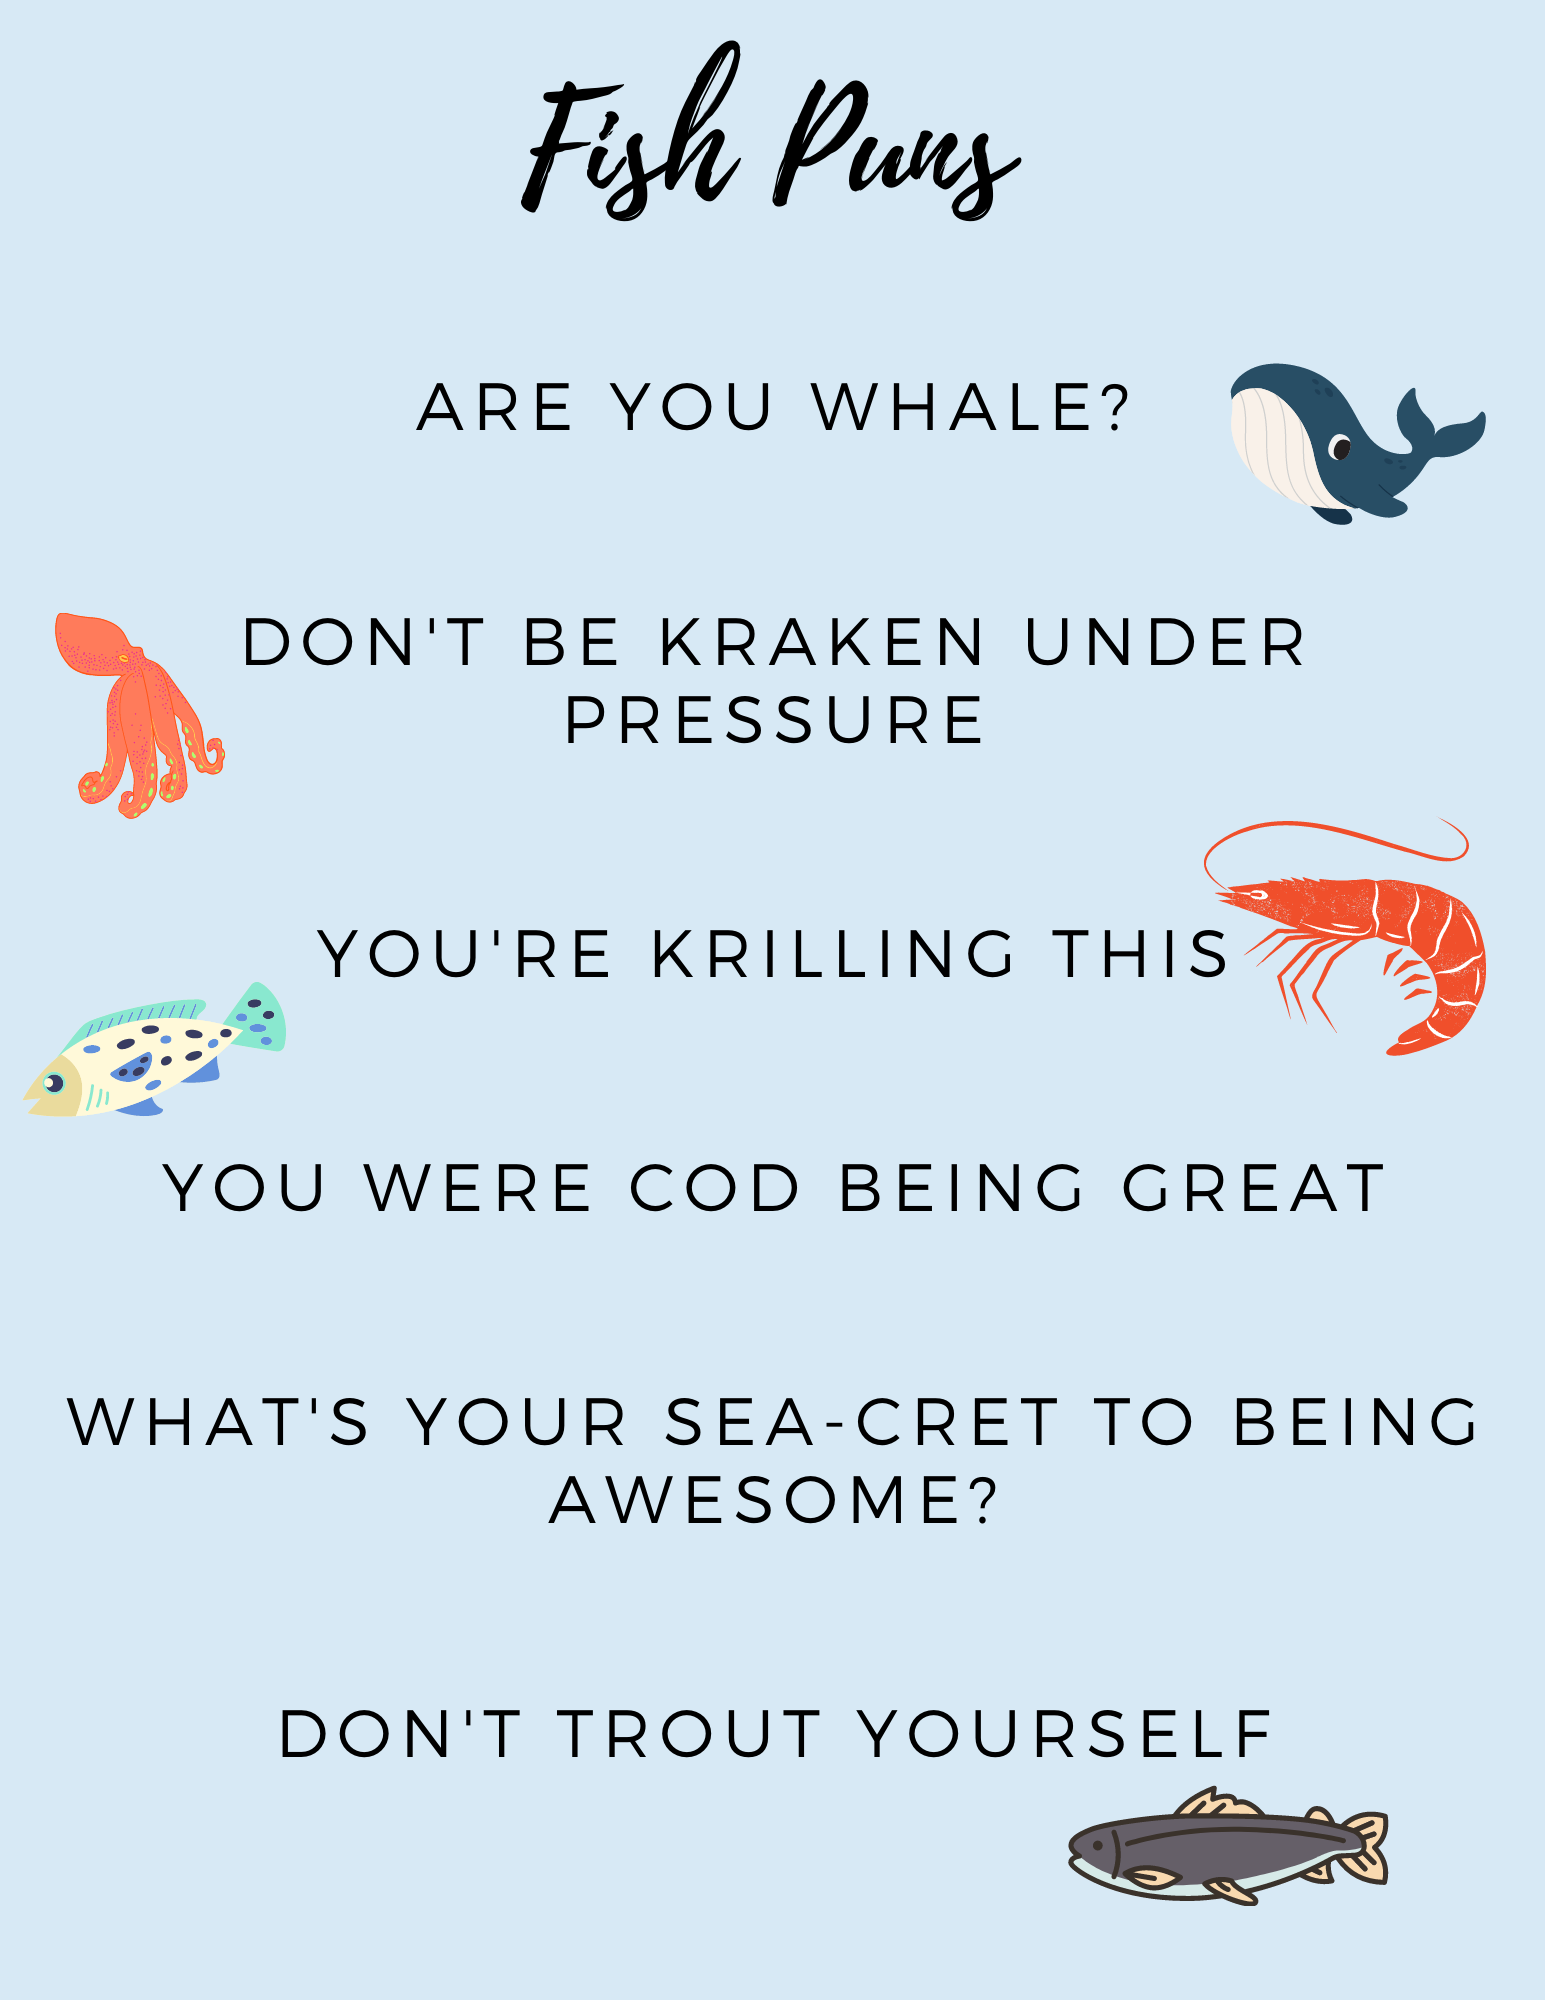 Fish Puns
ARE YOU WHALE?
DON'T BE KRAKEN UNDER
PRESSURE
YOU'RE KRILLING THIS
YOU WERE COD BEING GREAT
WHAT'S YOUR SEA-CRET TO BEING
AWESOME?
DON'T TROUT YOURSELF